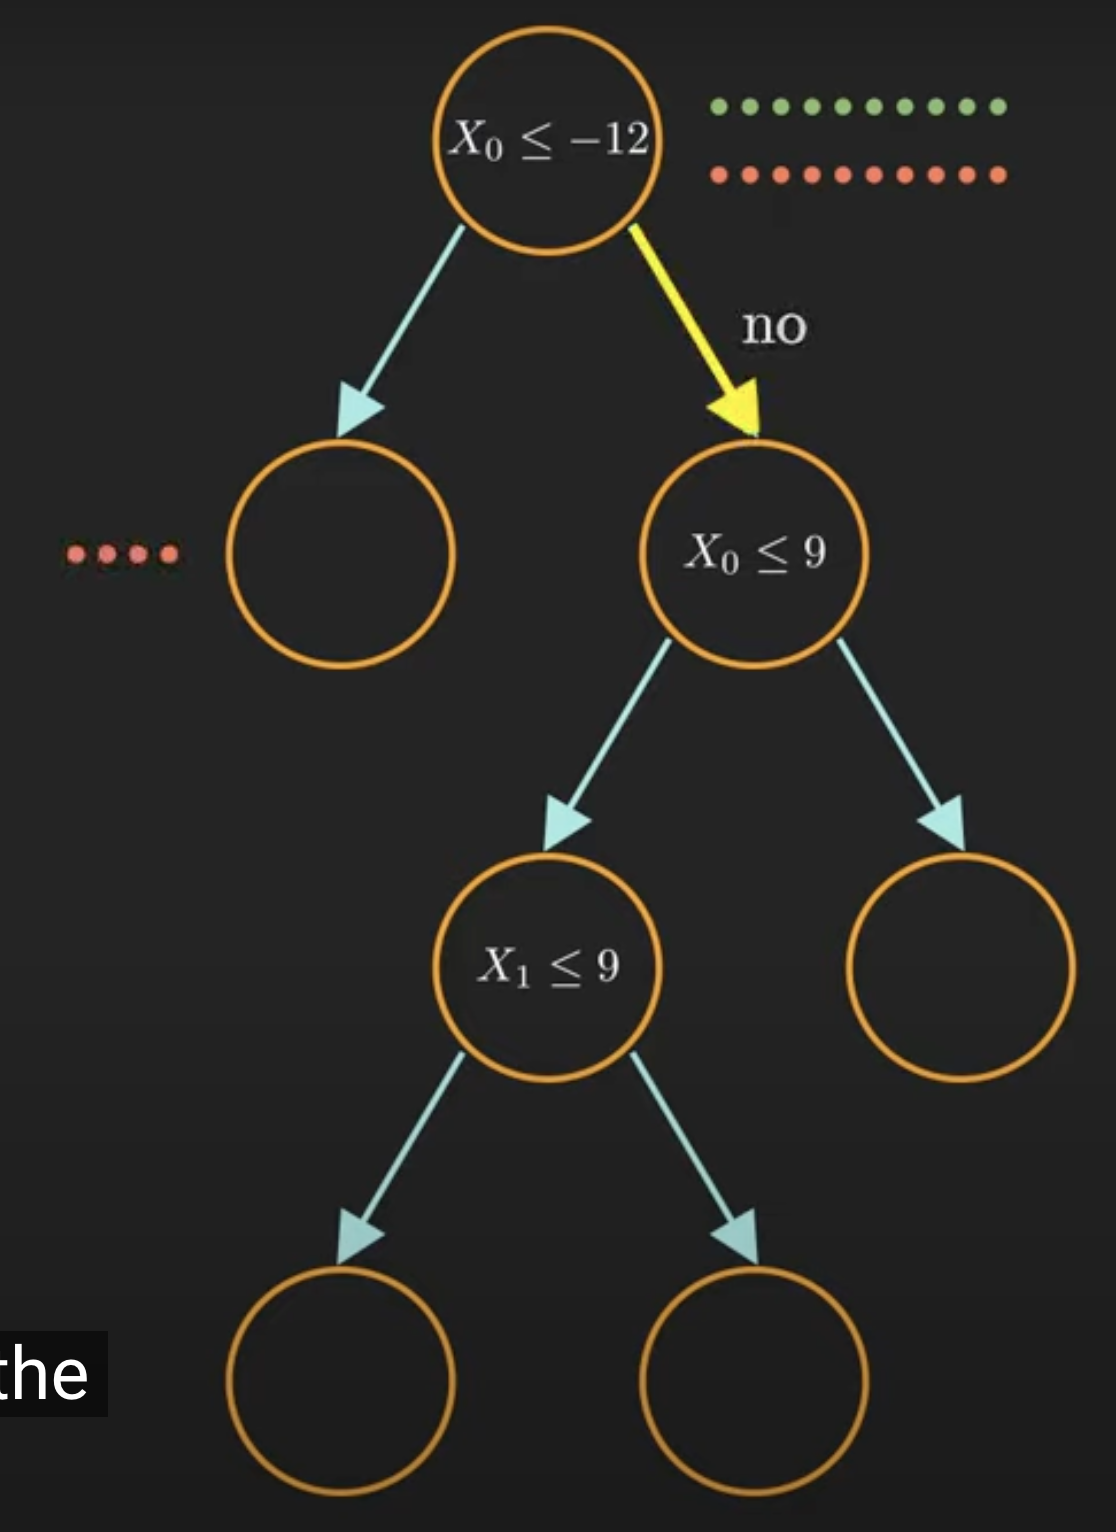 X₀ ≤ −12
no
X₀ ≤ 9
X₁ ≤ 9
the